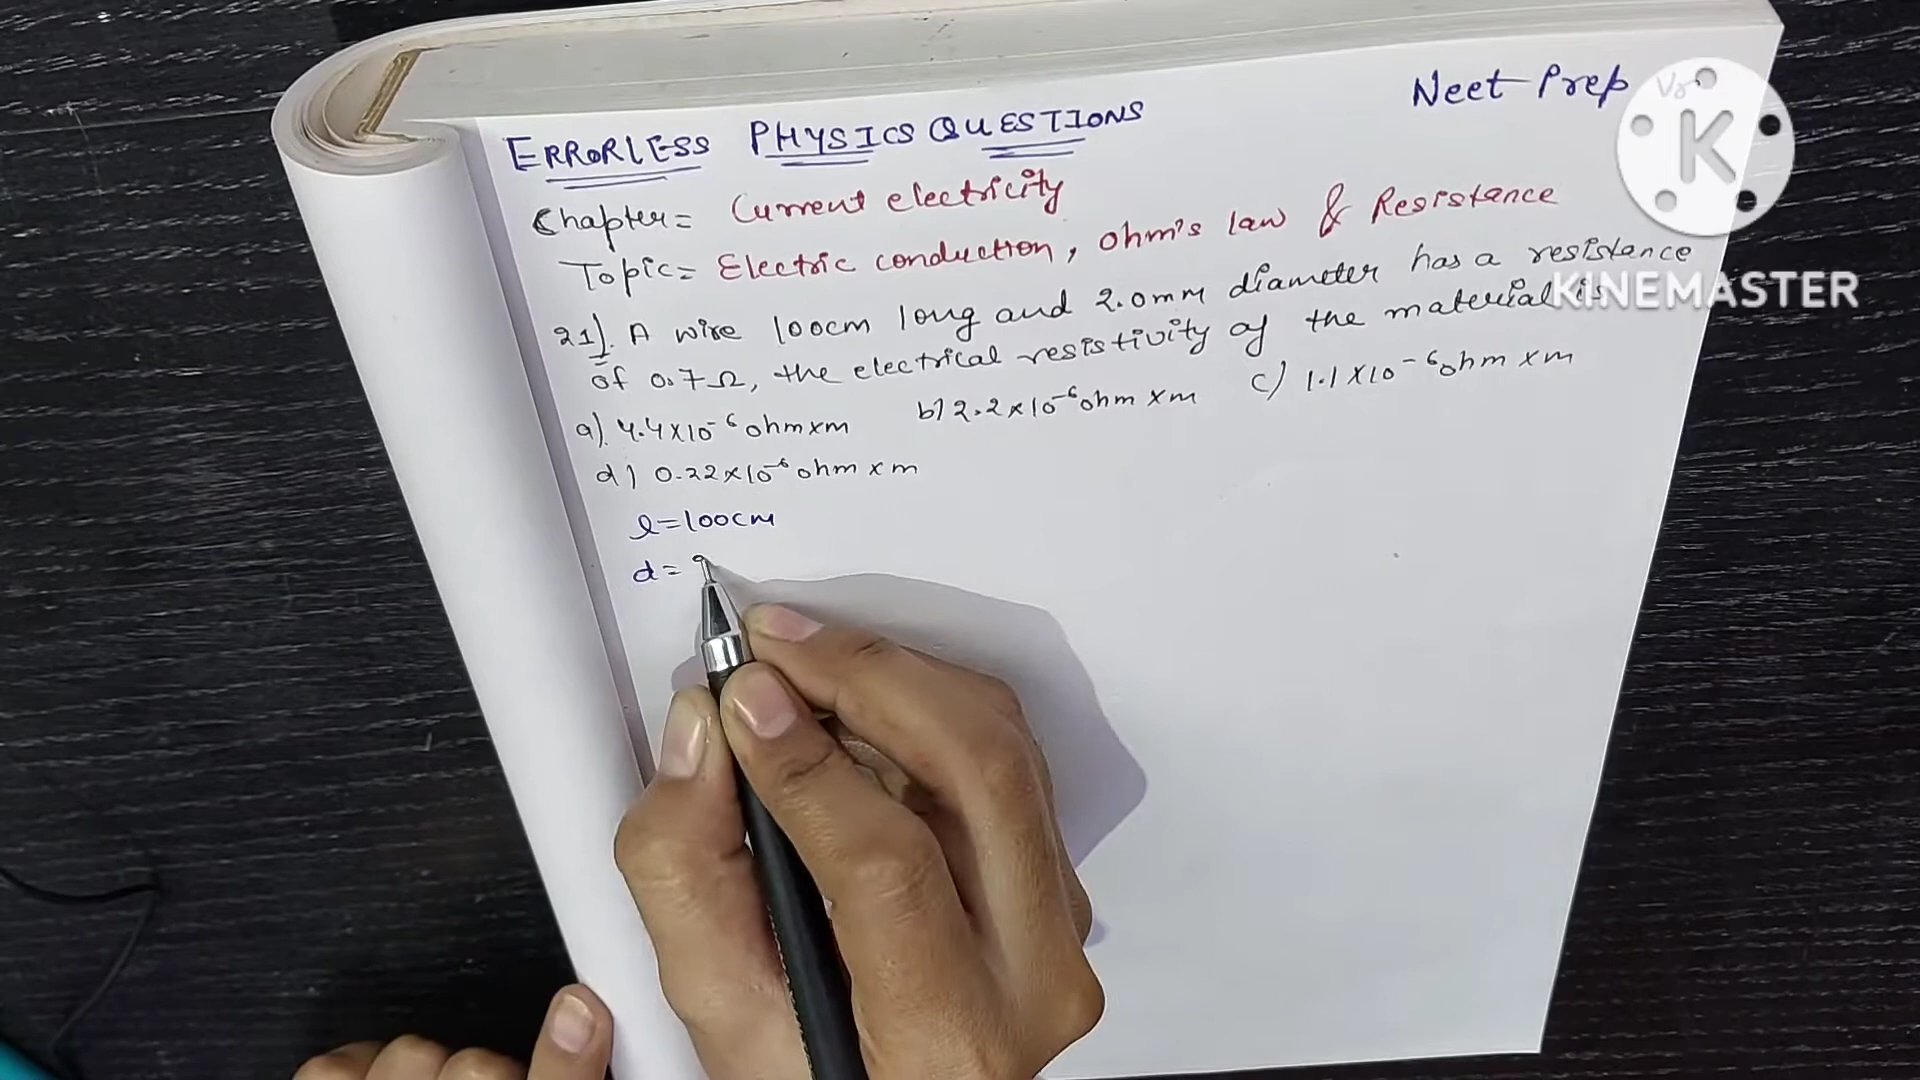 Neet Prep
ERRORLESS PHYSICS QUESTIONS
Chapter= Current electricity
Topic= Electric conduction, ohm's law & Resistance
21). A wire 100cm long and 2.0mm diameter has a resistance
of 0.7Ω, the electrical resistivity of the material is
a). 4.4×10⁻⁶ ohm×m b) 2.2×10⁻⁶ ohm×m c) 1.1×10⁻⁶ ohm×m
d) 0.22×10⁻⁶ ohm×m
l=100cm
d=
K
KINEMASTER